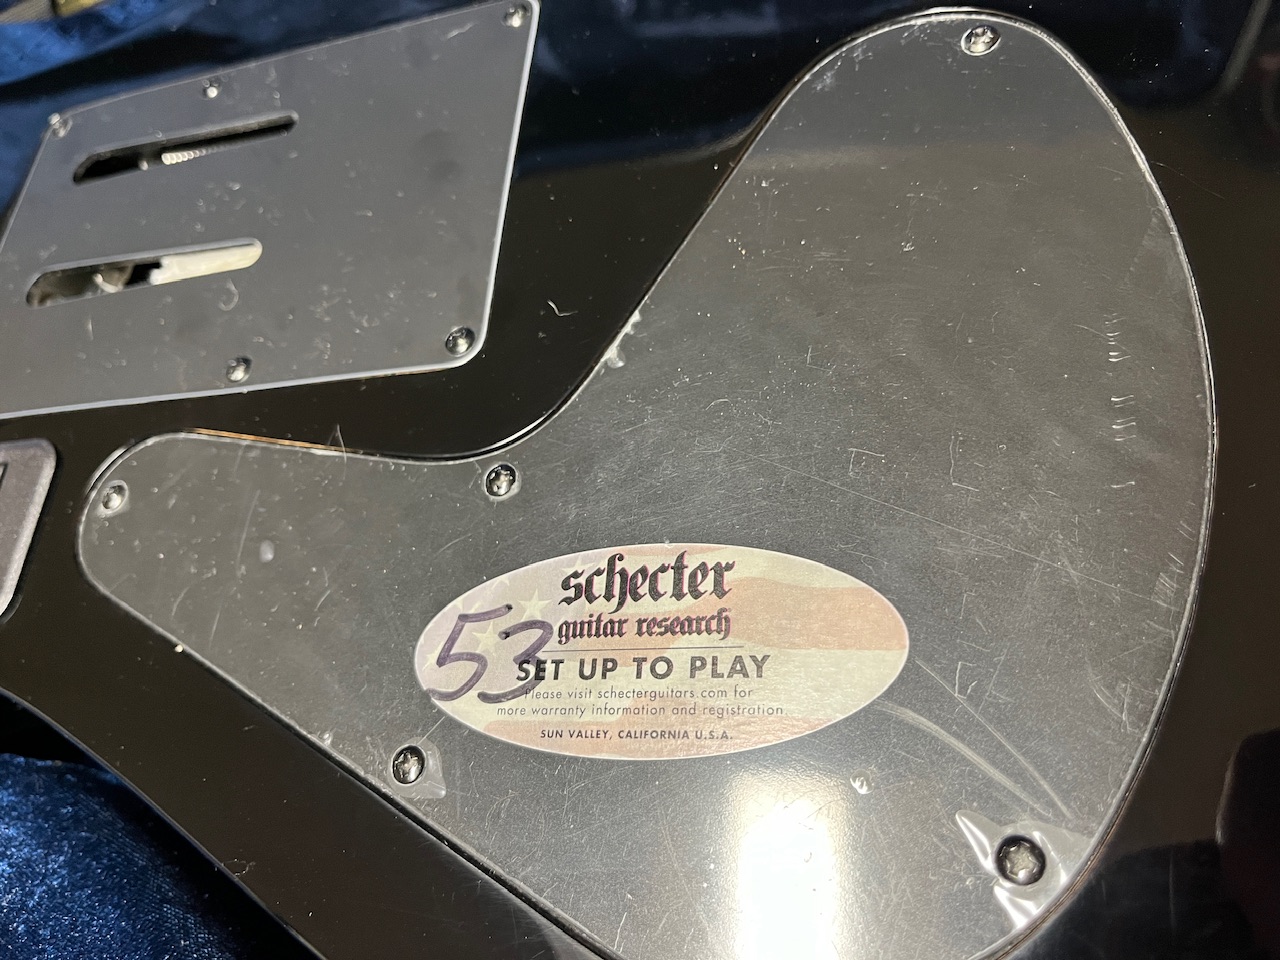 schecter
guitar research
53
SET UP TO PLAY
Please visit schecterguitars.com for
more warranty information and registration
SUN VALLEY, CALIFORNIA U.S.A.